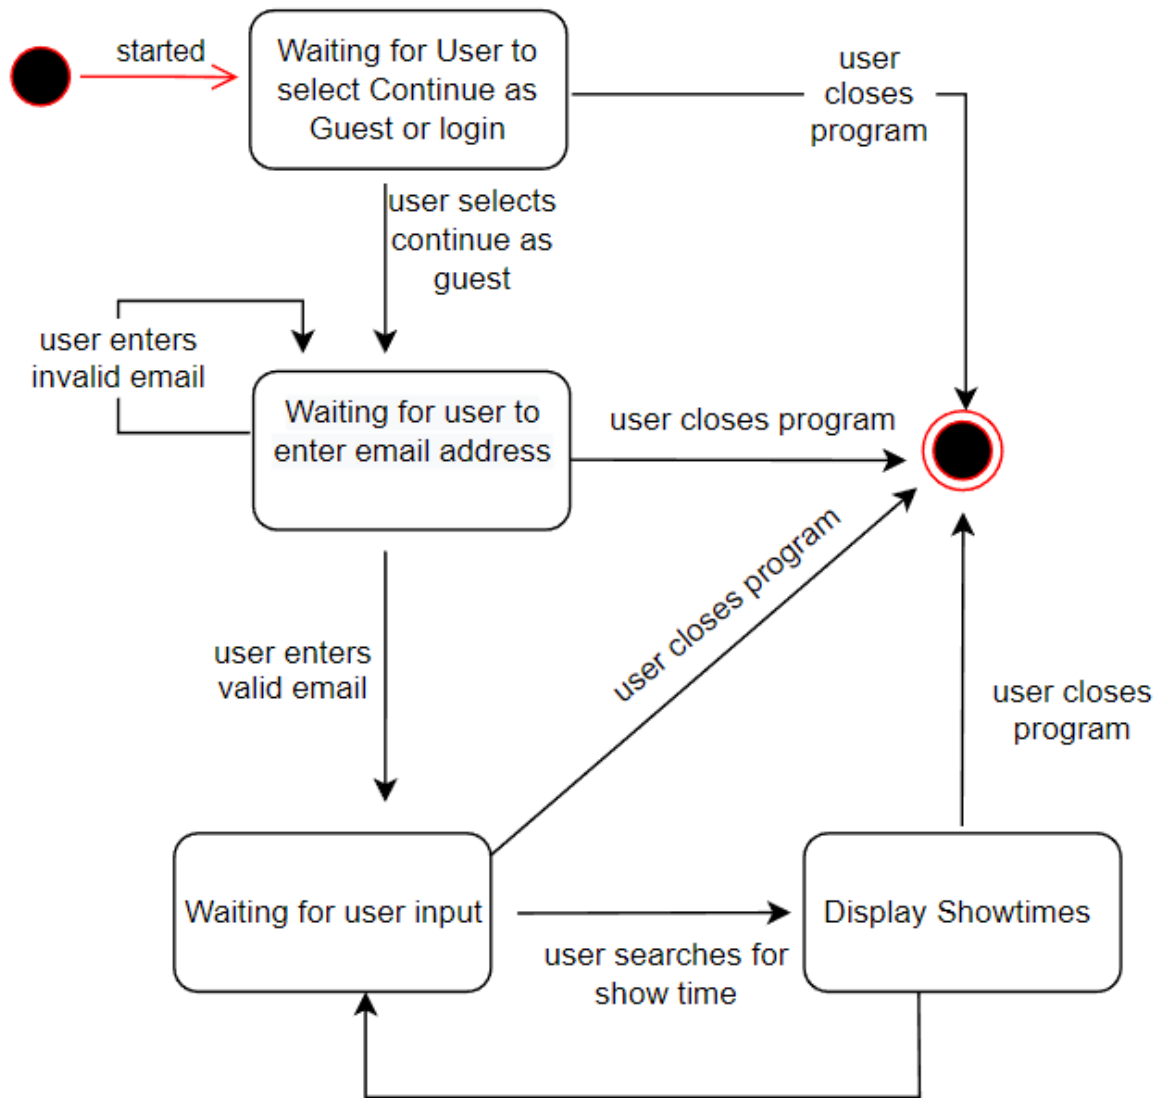 started
Waiting for User to
select Continue as
Guest or login
user
closes
program
user selects
continue as
guest
user enters
invalid email
Waiting for user to
enter email address
user closes program
user closes program
user enters
valid email
user closes
program
Waiting for user input
user searches for
show time
Display Showtimes